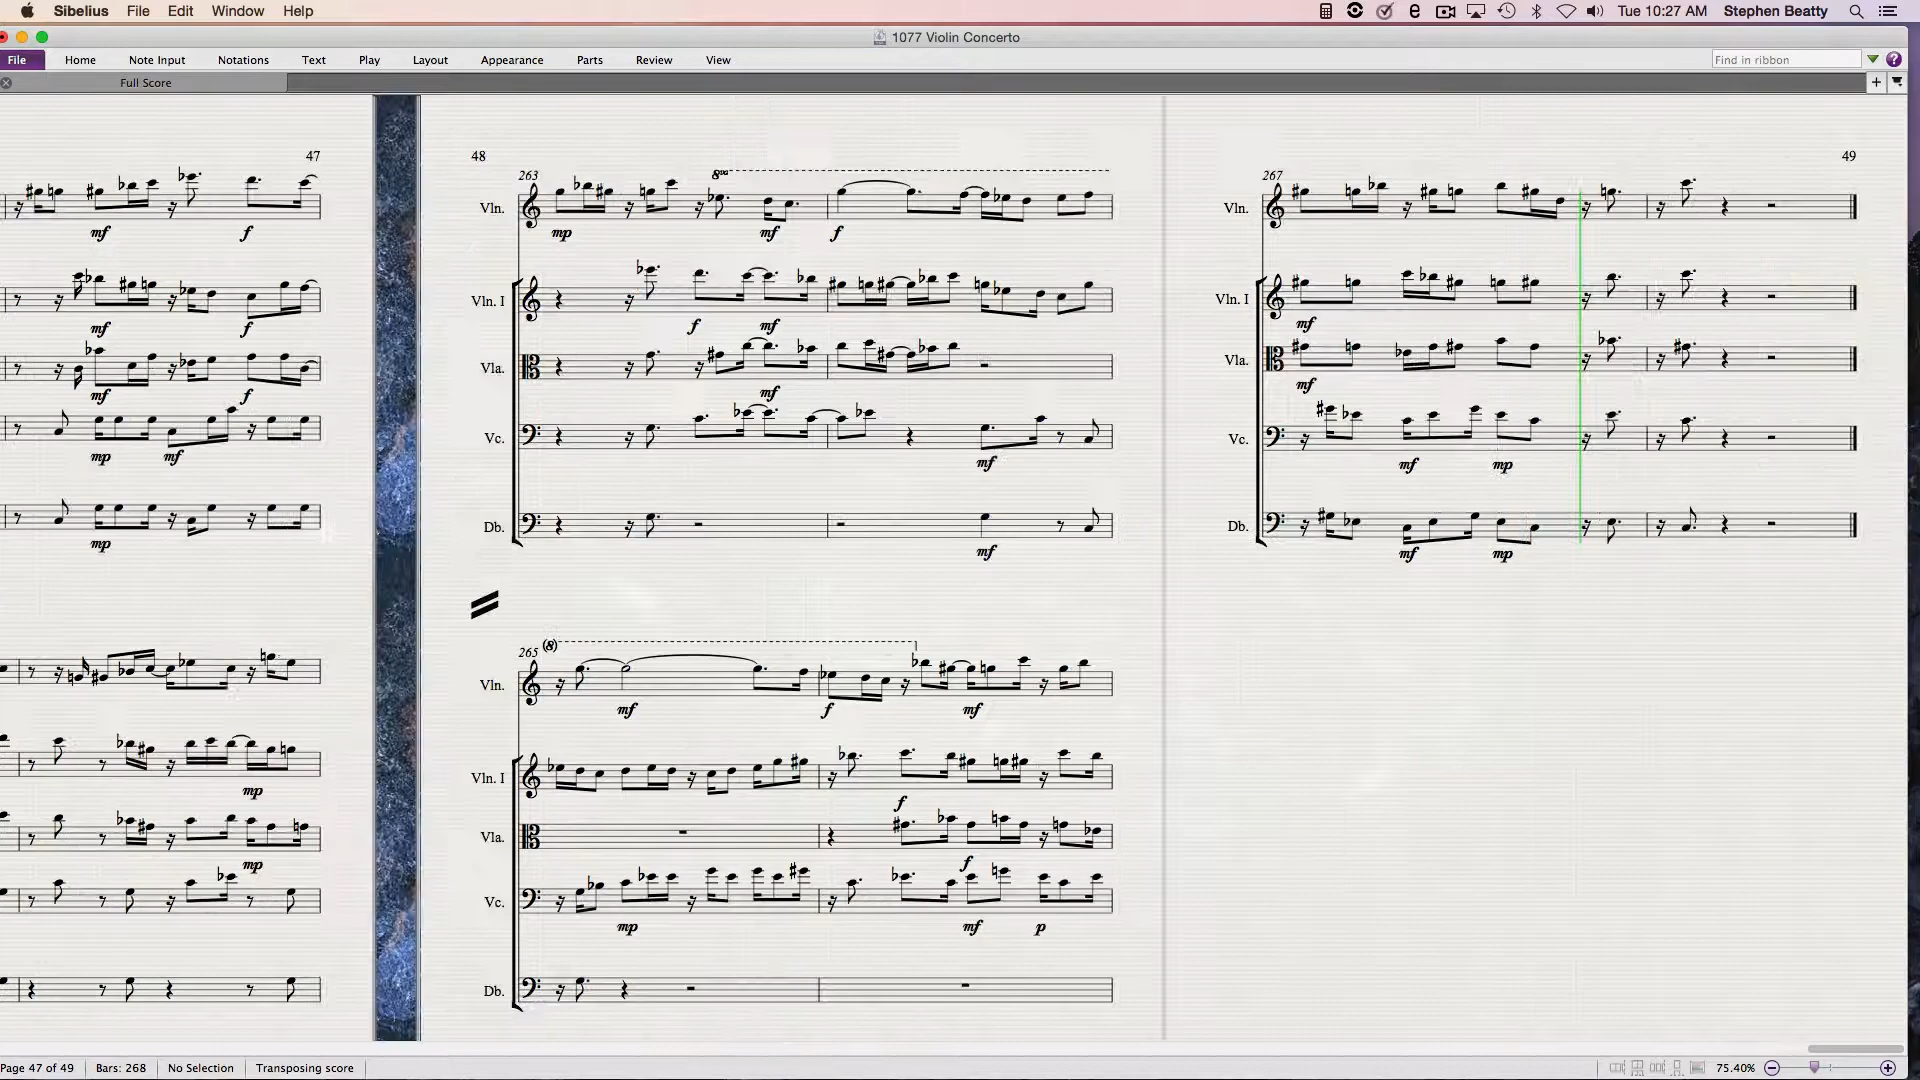 Sibelius File Edit Window Help Tue 10:27 AM Stephen Beatty
1077 Violin Concerto
File Home Note Input Notations Text Play Layout Appearance Parts Review View Find in ribbon
Full Score
47
mf f
mf f
mf f
mp mf
mp
mp
mp
48
263
8va
Vln.
mp mf f
Vln. I
f mf
Vla.
mf
Vc.
mf
Db.
mf
265
(8)
Vln.
mf f mf
Vln. I
f
Vla.
f
Vc.
mp mf p
Db.
49
267
Vln.
Vln. I
mf
Vla.
mf
Vc.
mf mp
Db.
mf mp
Page 47 of 49 Bars: 268 No Selection Transposing score 75.40%